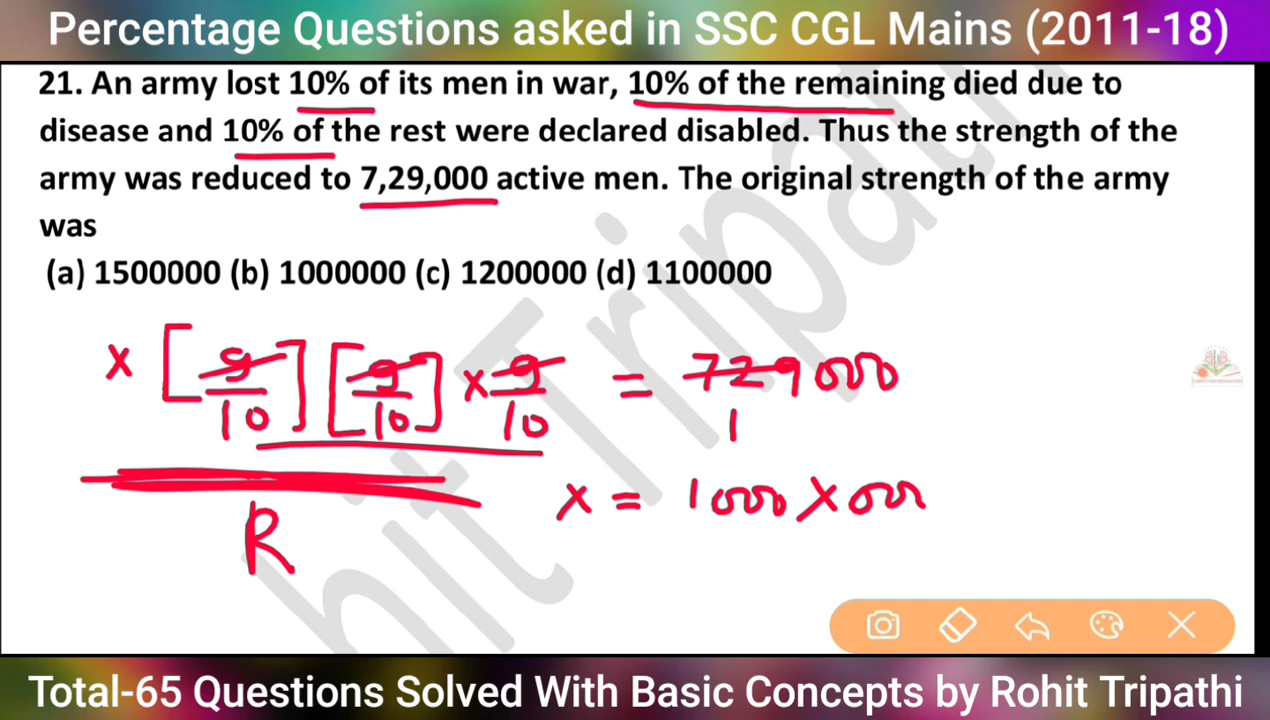 Percentage Questions asked in SSC CGL Mains (2011-18)
21. An army lost 10% of its men in war, 10% of the remaining died due to
disease and 10% of the rest were declared disabled. Thus the strength of the
army was reduced to 7,29,000 active men. The original strength of the army
was
(a) 1500000 (b) 1000000 (c) 1200000 (d) 1100000
x [9/10] [9/10] x 9/10 = 729000
1
x = 1000 x 000
R
hit Tripathi
Total-65 Questions Solved With Basic Concepts by Rohit Tripathi